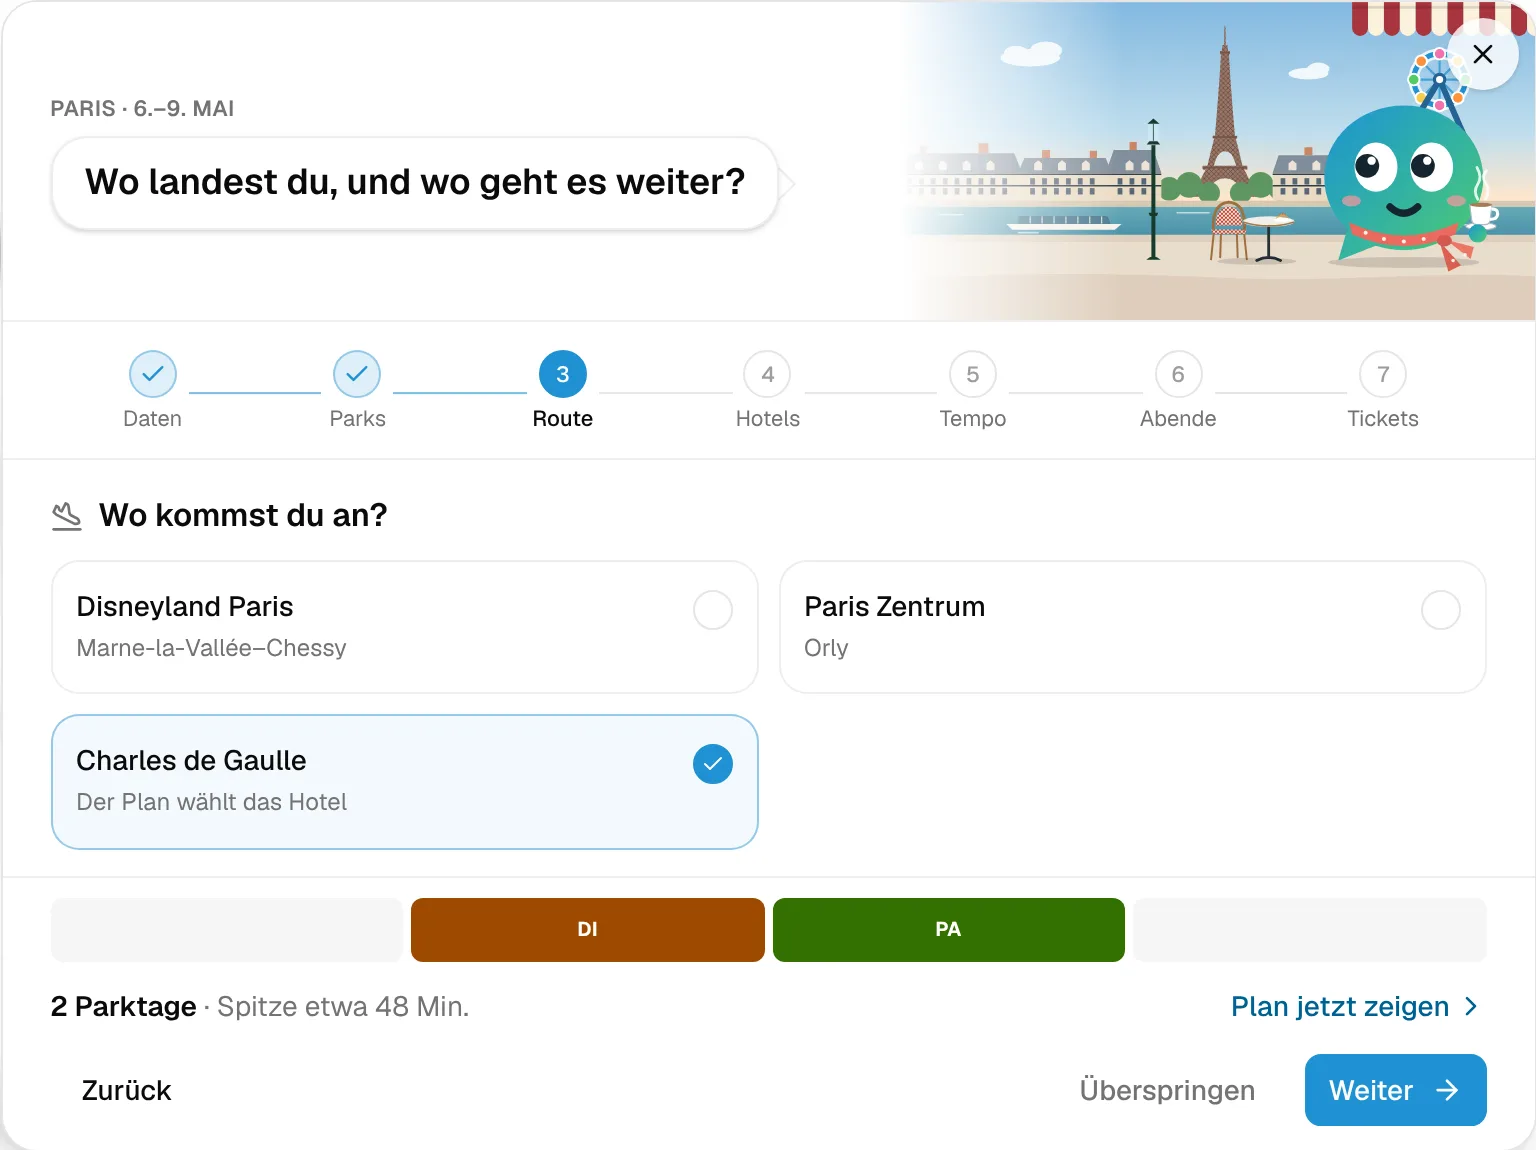 PARIS · 6.–9. MAI
Wo landest du, und wo geht es weiter?
Daten
Parks
3
Route
4
Hotels
5
Tempo
6
Abende
7
Tickets
Wo kommst du an?
Disneyland Paris
Marne-la-Vallée–Chessy
Paris Zentrum
Orly
Charles de Gaulle
Der Plan wählt das Hotel
DI
PA
2 Parktage · Spitze etwa 48 Min.
Plan jetzt zeigen
Zurück
Überspringen
Weiter